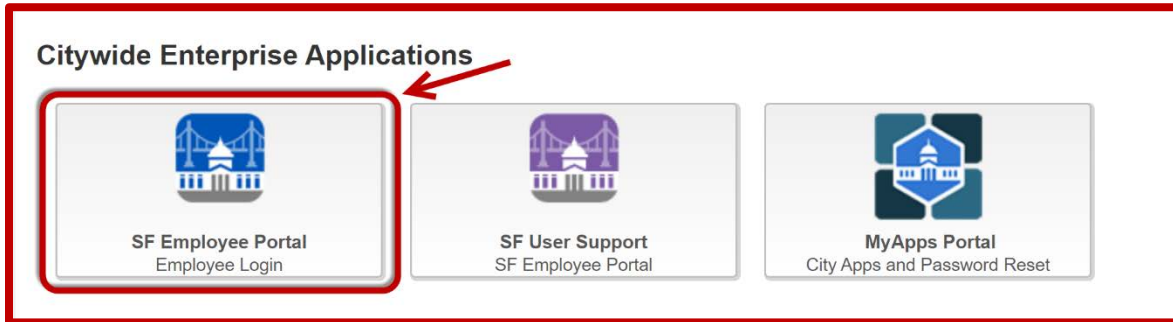 Citywide Enterprise Applications
SF Employee Portal
Employee Login
SF User Support
SF Employee Portal
MyApps Portal
City Apps and Password Reset